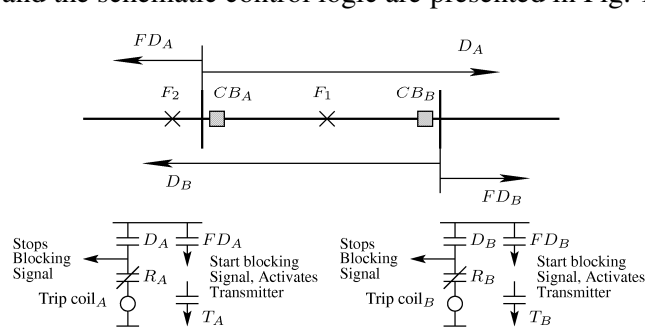 and the schematic control logic are presented in Fig.
FD_A
D_A
F_2 CB_A F_1 CB_B
D_B
FD_B
Stops Blocking Signal
D_A
FD_A
R_A
Start blocking Signal, Activates Transmitter
Trip coil_A
T_A
Stops Blocking Signal
D_B
FD_B
R_B
Start blocking Signal, Activates Transmitter
Trip coil_B
T_B